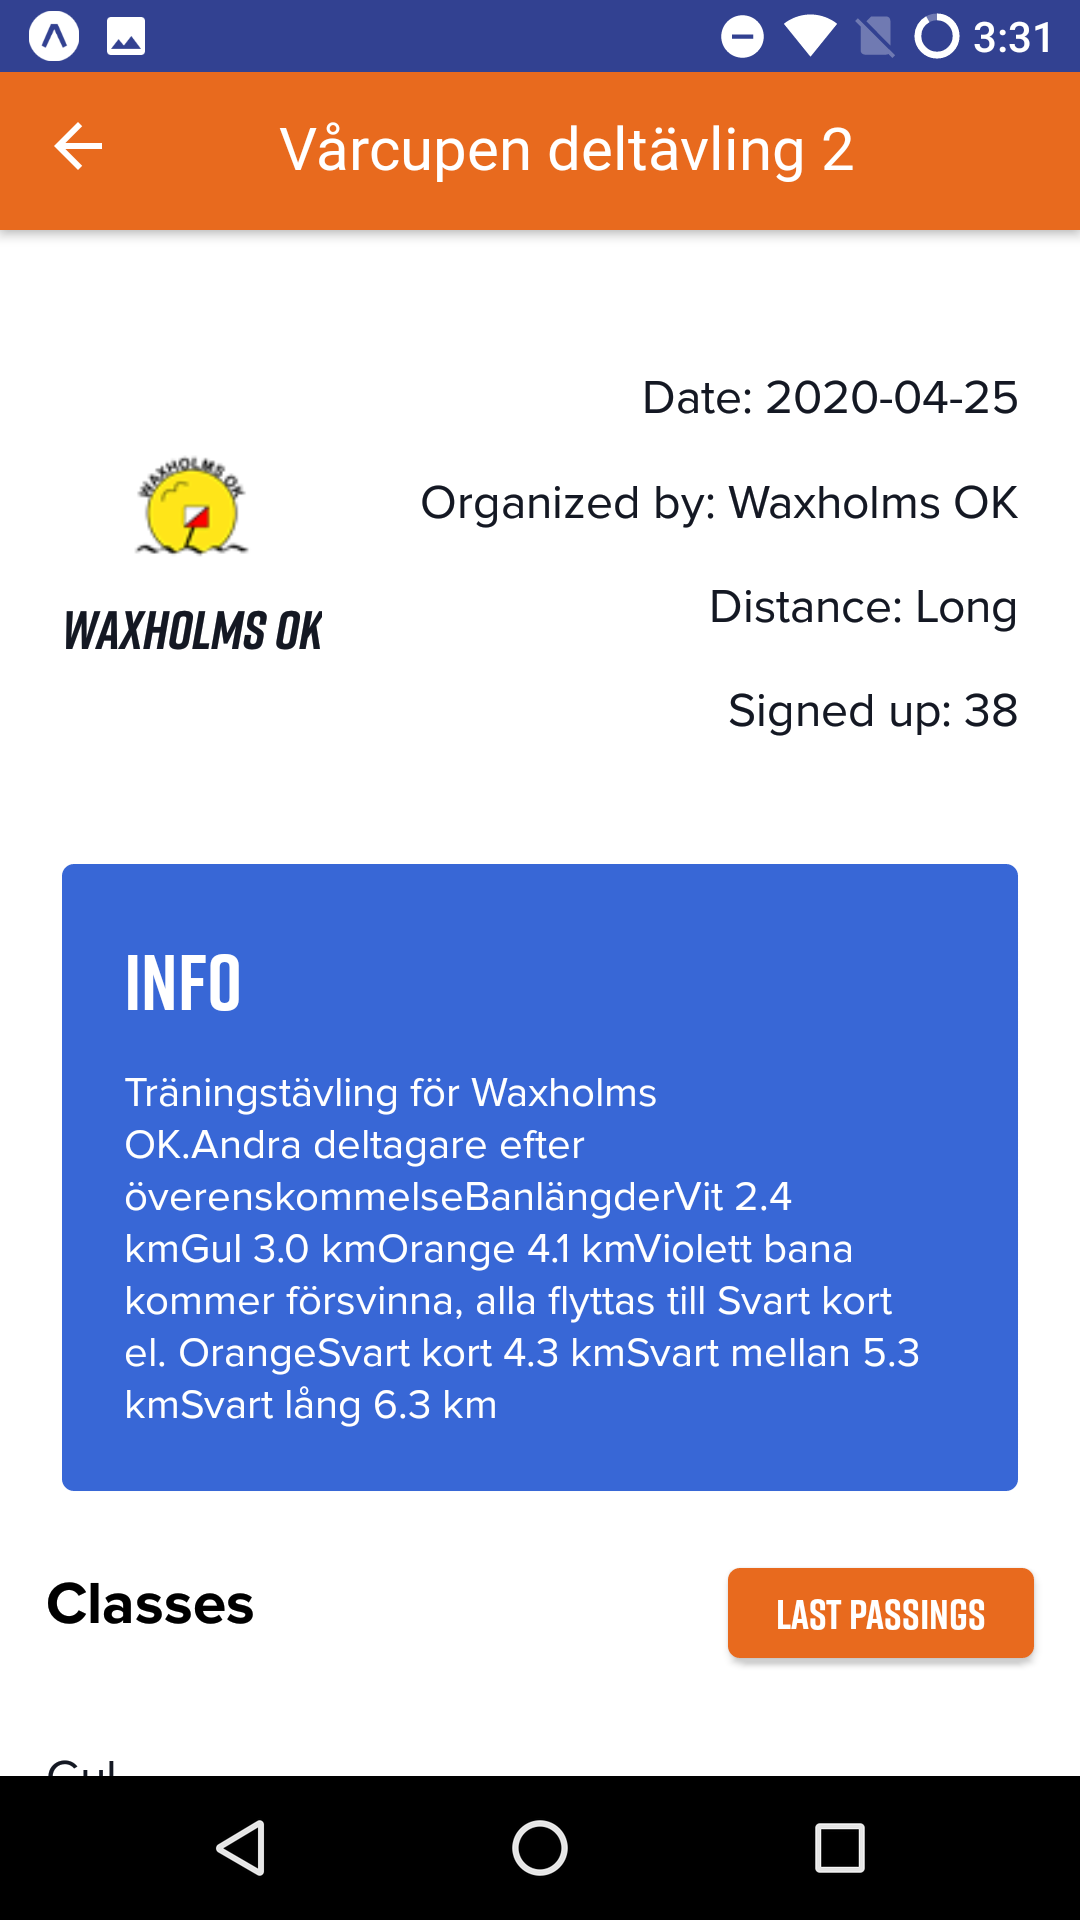 3:31
Vårcupen deltävling 2
Date: 2020-04-25
WAXHOLMS OK
Organized by: Waxholms OK
WAXHOLMS OK
Distance: Long
Signed up: 38
INFO
Träningstävling för Waxholms
OK.Andra deltagare efter
överenskommelseBanlängderVit 2.4
kmGul 3.0 kmOrange 4.1 kmViolett bana
kommer försvinna, alla flyttas till Svart kort
el. OrangeSvart kort 4.3 kmSvart mellan 5.3
kmSvart lång 6.3 km
Classes
LAST PASSINGS
Gul